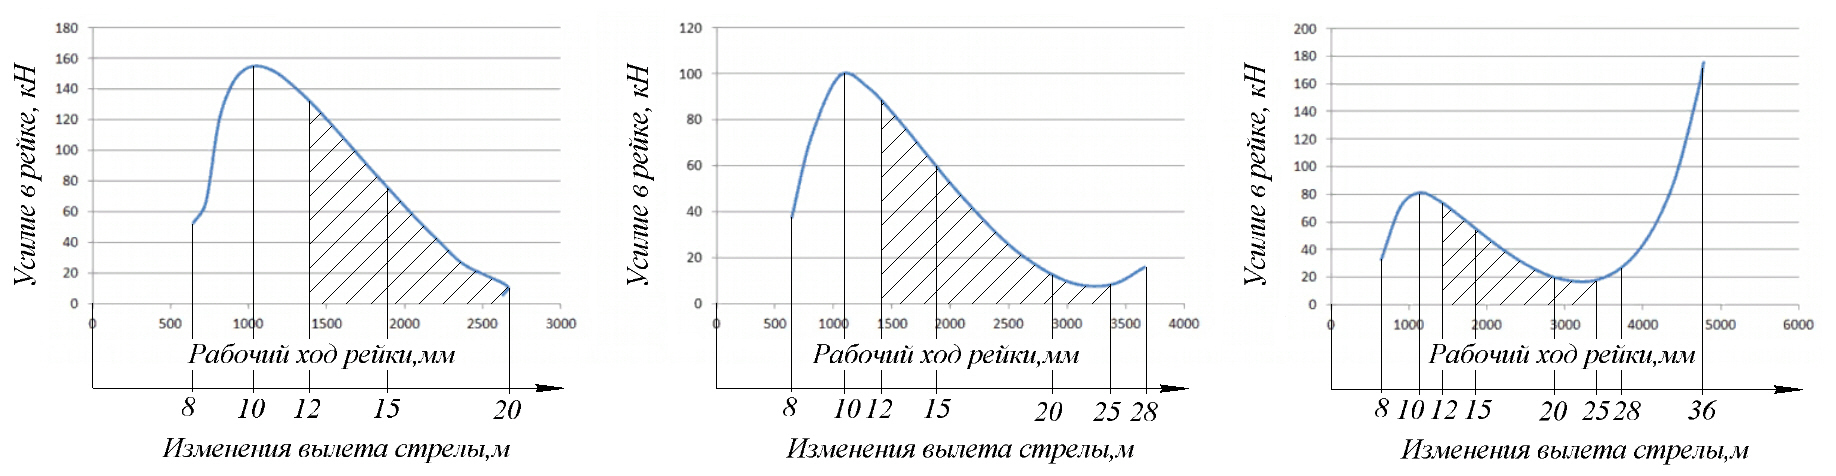 180
160
140
120
100
80
60
40
20
0
Усилие в рейке, кН
0 500 1000 1500 2000 2500 3000
Рабочий ход рейки,мм
8 10 12 15 20
Изменения вылета стрелы,м
120
100
80
60
40
20
0
Усилие в рейке, кН
0 500 1000 1500 2000 2500 3000 3500 4000
Рабочий ход рейки,мм
8 10 12 15 20 25 28
Изменения вылета стрелы,м
200
180
160
140
120
100
80
60
40
20
0
Усилие в рейке, кН
0 1000 2000 3000 4000 5000 6000
Рабочий ход рейки,мм
8 10 12 15 20 25 28 36
Изменения вылета стрелы,м